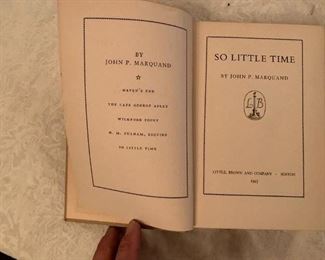 BY
JOHN P. MARQUAND
HAVEN'S END
THE LATE GEORGE APLEY
WICKFORD POINT
H. M. PULHAM, ESQUIRE
SO LITTLE TIME
SO LITTLE TIME
BY JOHN P. MARQUAND
L B
LITTLE, BROWN AND COMPANY · BOSTON
1943